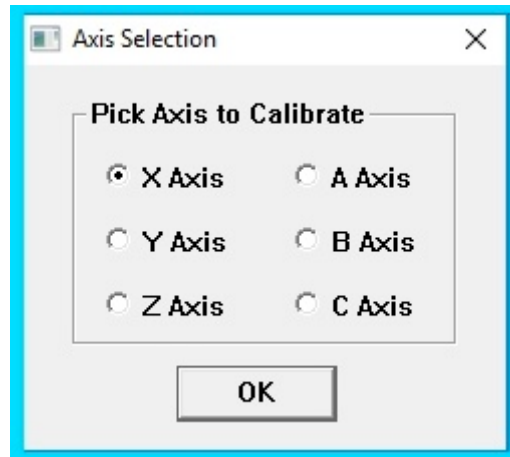 Axis Selection
Pick Axis to Calibrate
X Axis A Axis
Y Axis B Axis
Z Axis C Axis
OK